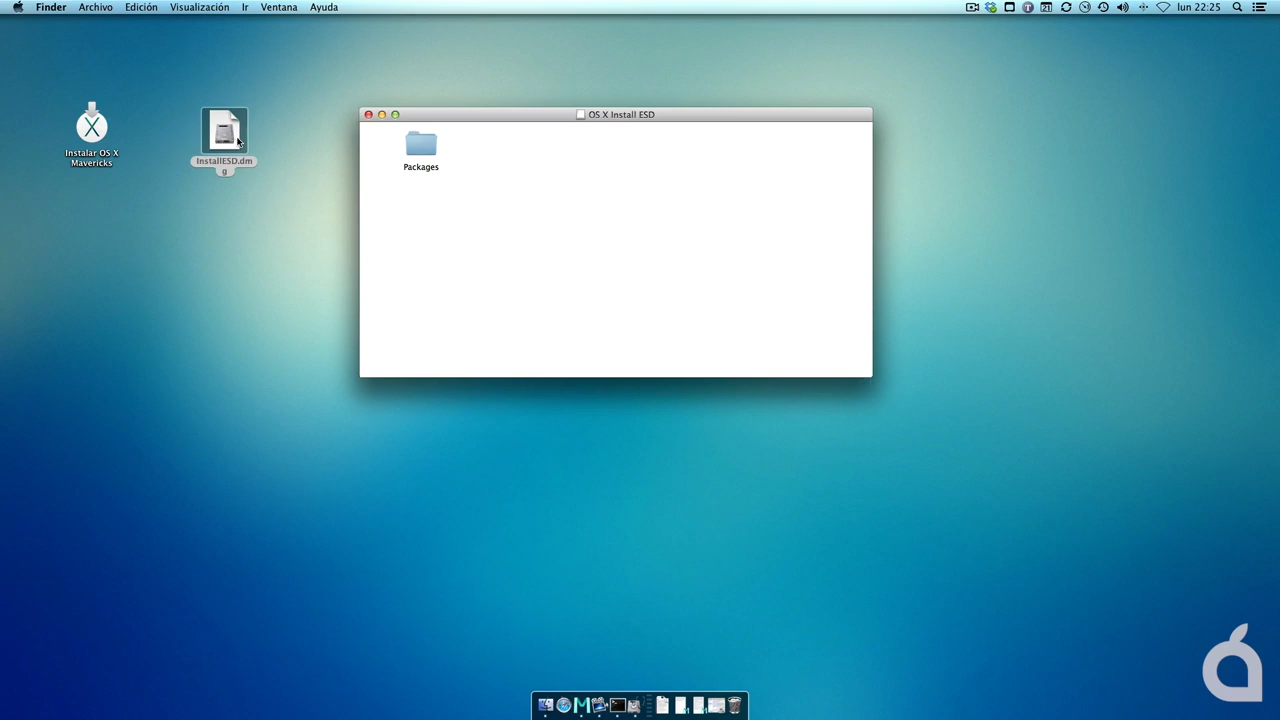 Finder Archivo Edición Visualización Ir Ventana Ayuda
21
lun 22:25
OS X Install ESD
Packages
Instalar OS X
Mavericks
InstallESD.dm
g